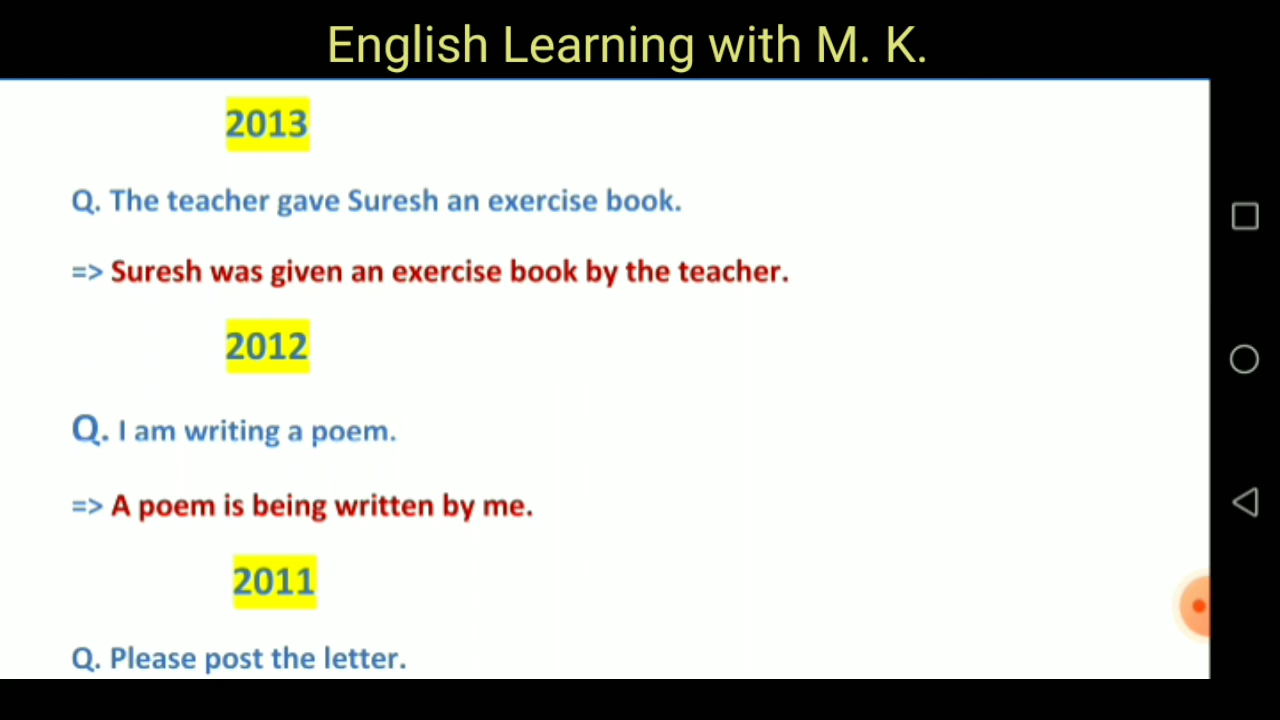 English Learning with M. K.
2013
Q. The teacher gave Suresh an exercise book.
=> Suresh was given an exercise book by the teacher.
2012
Q. I am writing a poem.
=> A poem is being written by me.
2011
Q. Please post the letter.